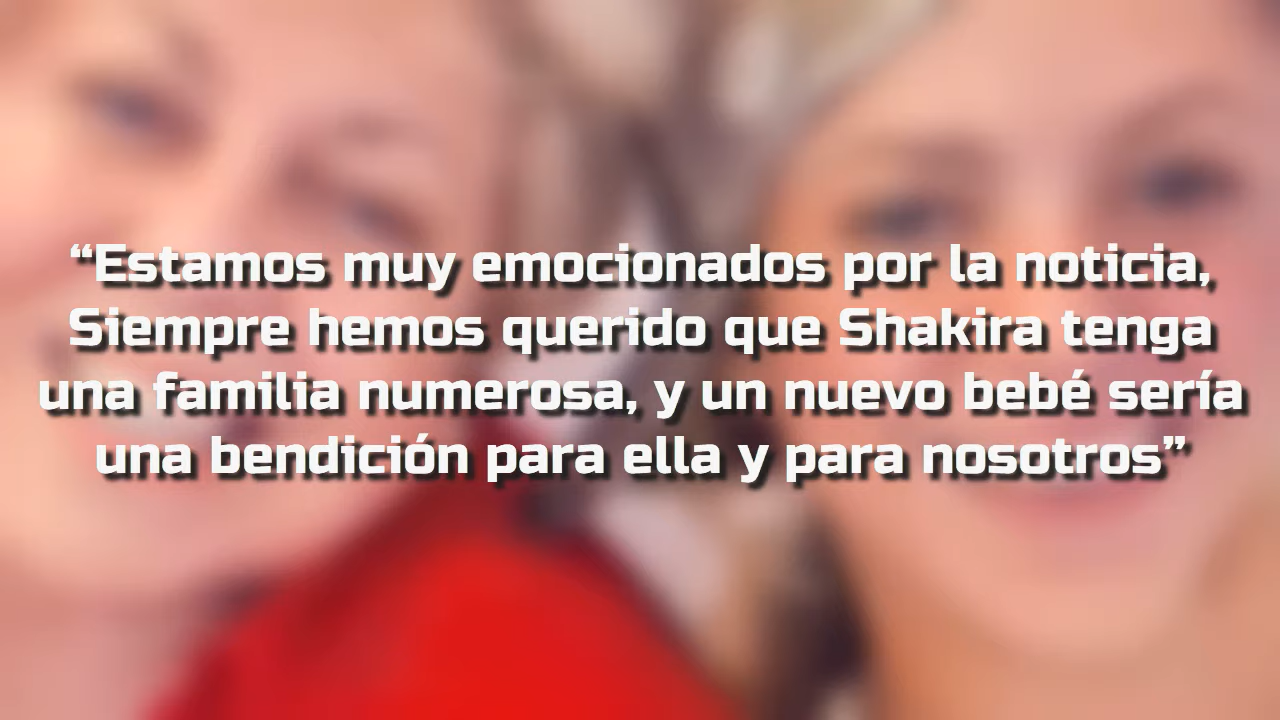 “Estamos muy emocionados por la noticia,
Siempre hemos querido que Shakira tenga
una familia numerosa, y un nuevo bebé sería
una bendición para ella y para nosotros”